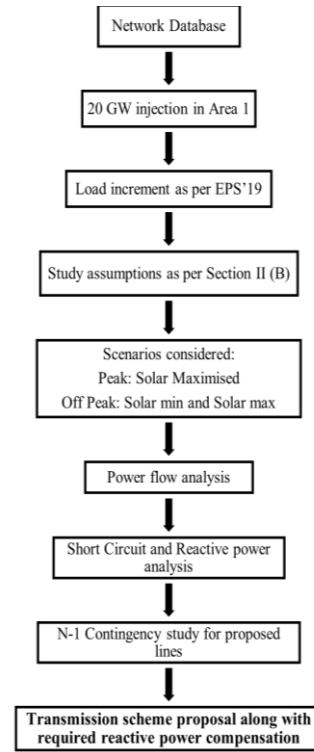 Network Database
20 GW injection in Area 1
Load increment as per EPS'19
Study assumptions as per Section II (B)
Scenarios considered:
Peak: Solar Maximised
Off Peak: Solar min and Solar max
Power flow analysis
Short Circuit and Reactive power
analysis
N-1 Contingency study for proposed
lines
Transmission scheme proposal along with
required reactive power compensation